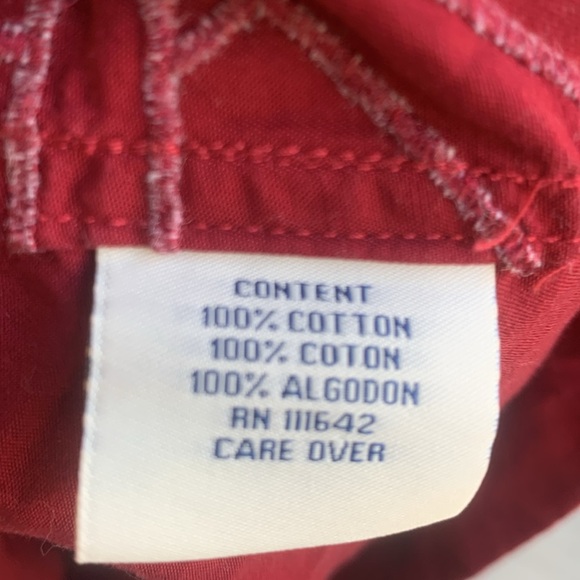 CONTENT
100% COTTON
100% COTON
100% ALGODON
RN 111642
CARE OVER